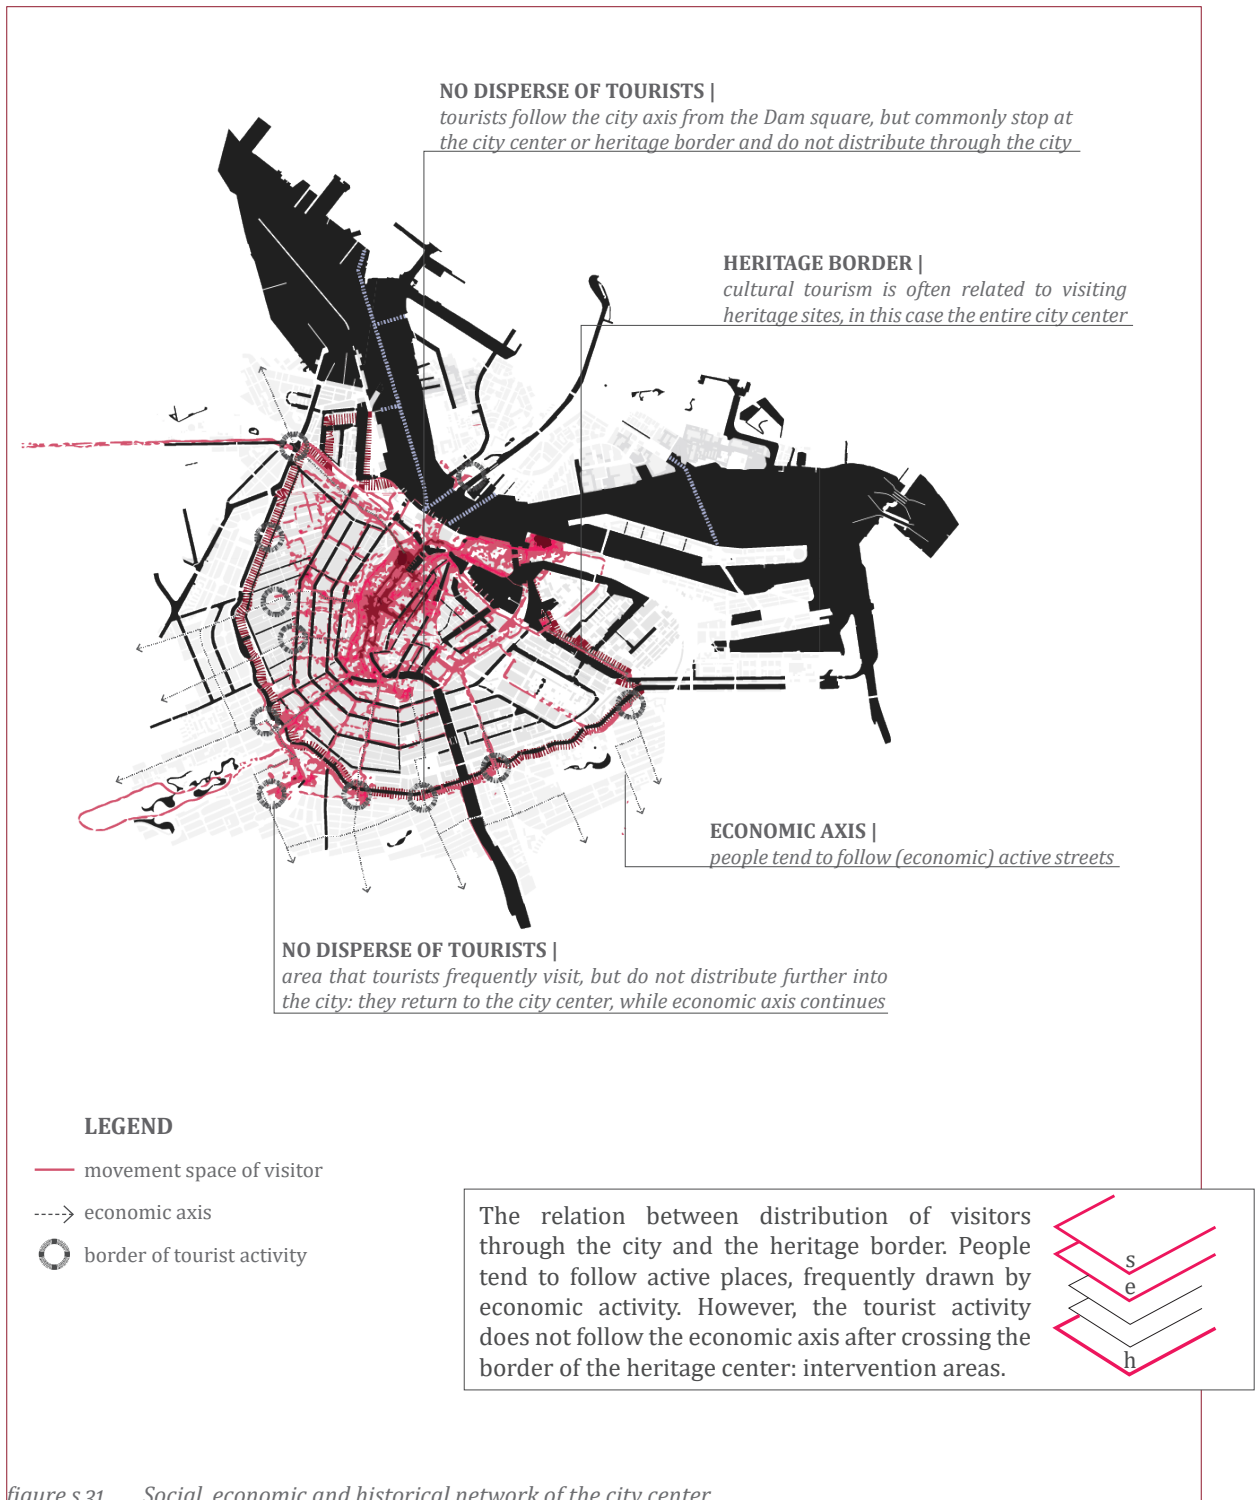 NO DISPERSE OF TOURISTS |
tourists follow the city axis from the Dam square, but commonly stop at
the city center or heritage border and do not distribute through the city
HERITAGE BORDER |
cultural tourism is often related to visiting
heritage sites, in this case the entire city center
ECONOMIC AXIS |
people tend to follow (economic) active streets
NO DISPERSE OF TOURISTS |
area that tourists frequently visit, but do not distribute further into
the city: they return to the city center, while economic axis continues
LEGEND
movement space of visitor
economic axis
border of tourist activity
The relation between distribution of visitors
through the city and the heritage border. People
tend to follow active places, frequently drawn by
economic activity. However, the tourist activity
does not follow the economic axis after crossing the
border of the heritage center: intervention areas.
s
e
h
figure s.31 Social, economic and historical network of the city center